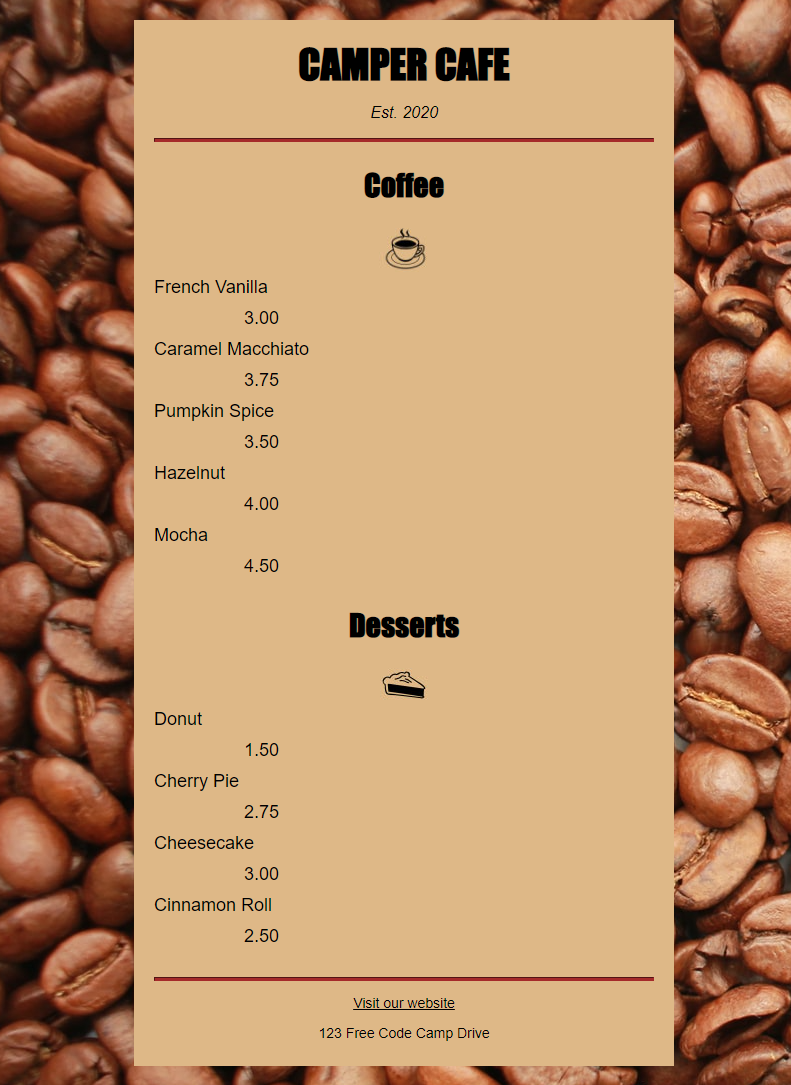 CAMPER CAFE
Est. 2020
Coffee
French Vanilla
3.00
Caramel Macchiato
3.75
Pumpkin Spice
3.50
Hazelnut
4.00
Mocha
4.50
Desserts
Donut
1.50
Cherry Pie
2.75
Cheesecake
3.00
Cinnamon Roll
2.50
Visit our website
123 Free Code Camp Drive